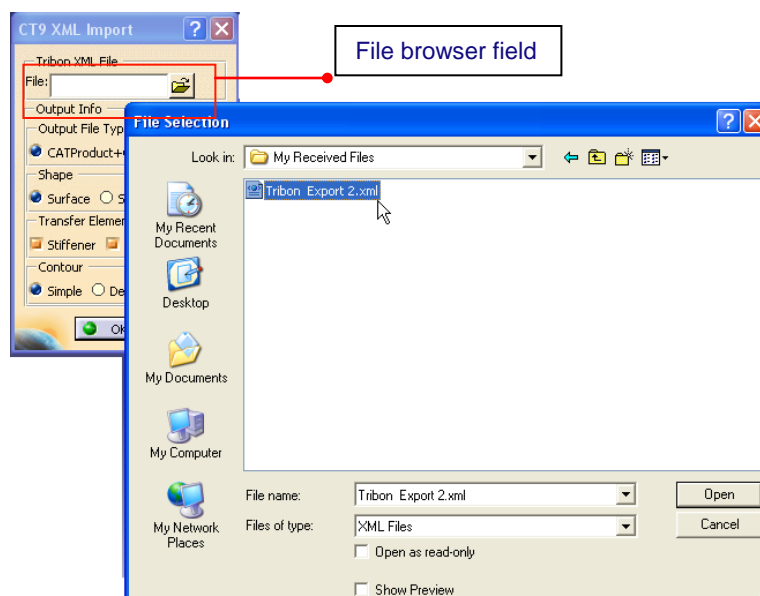 CT9 XML Import
File browser field
Tribon XML File
File:
Output Info
Output File Typ
CATProduct+
Shape
Surface
Transfer Elemen
Stiffener
Contour
Simple De
File Selection
Look in: My Received Files
Tribon Export 2.xml
My Recent
Documents
Desktop
My Documents
My Computer
My Network
Places
File name: Tribon Export 2.xml Open
Files of type: XML Files Cancel
Open as read-only
Show Preview